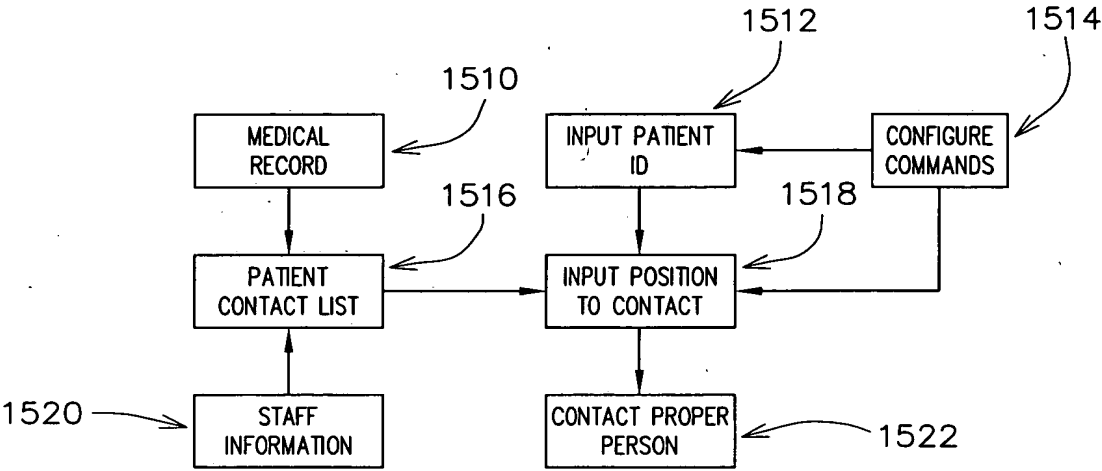 1512
1514
1510
MEDICAL
RECORD
INPUT PATIENT
ID
CONFIGURE
COMMANDS
1516
1518
PATIENT
CONTACT LIST
INPUT POSITION
TO CONTACT
1520
STAFF
INFORMATION
CONTACT PROPER
PERSON
1522